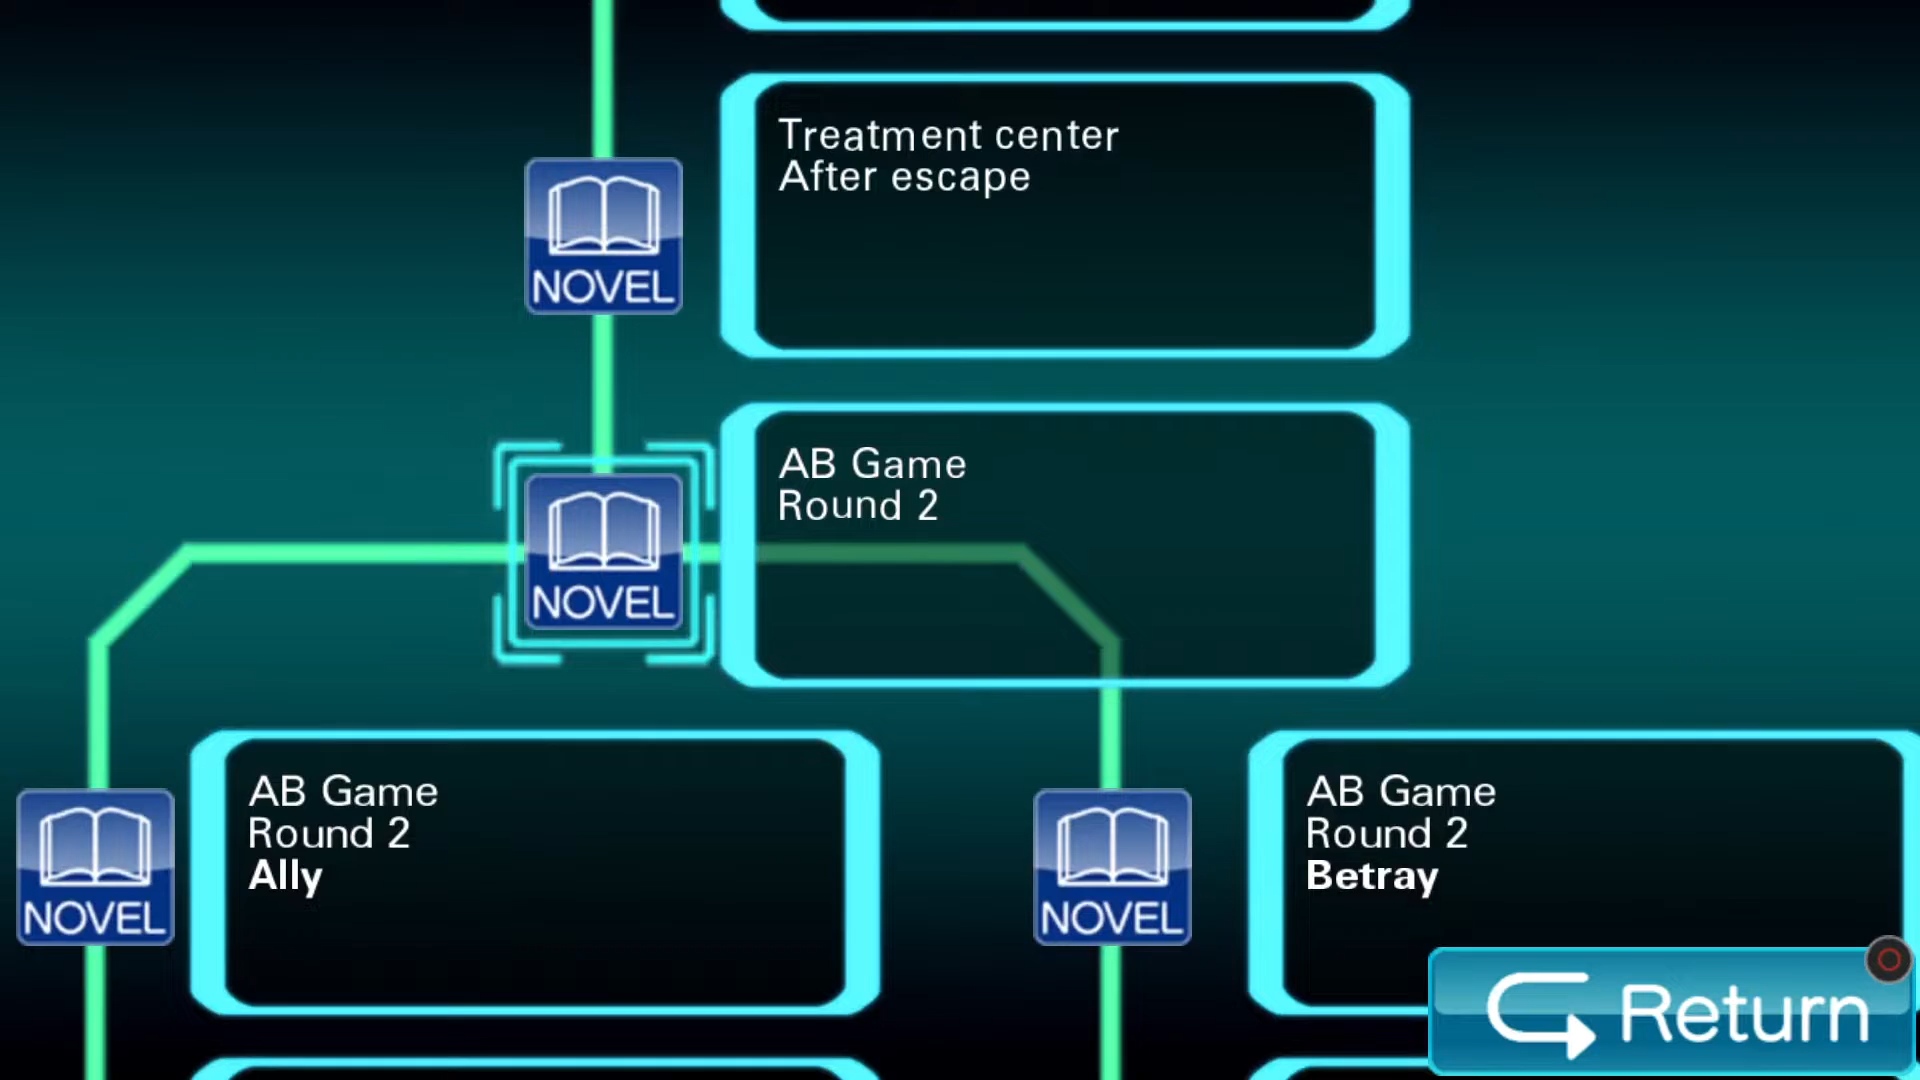 Treatment center
After escape
NOVEL
AB Game
Round 2
NOVEL
AB Game
Round 2
Ally
NOVEL
AB Game
Round 2
Betray
NOVEL
Return